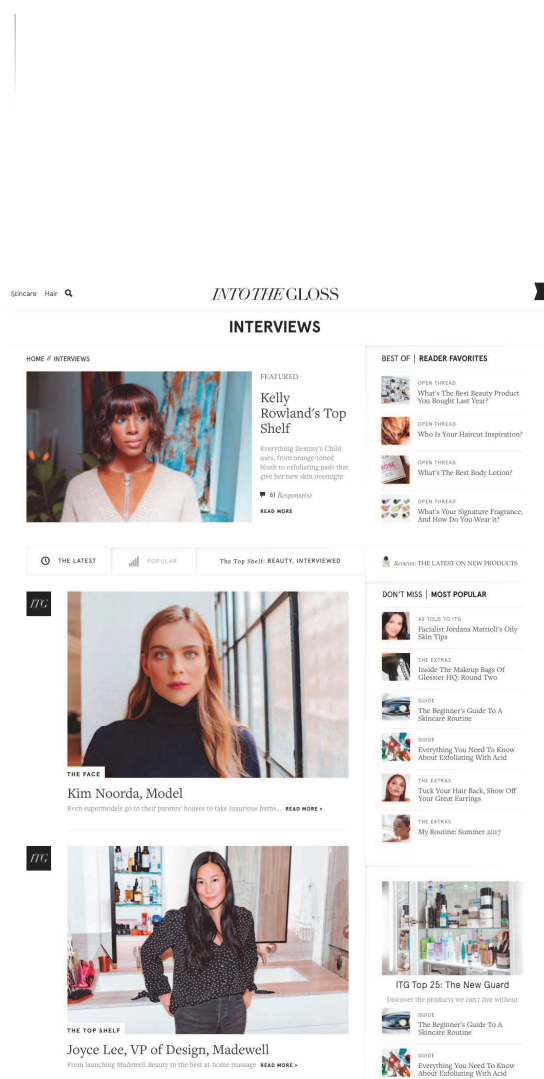 Skincare Hair
INTO THE GLOSS
INTERVIEWS
HOME // INTERVIEWS
FEATURED
Kelly
Rowland's Top
Shelf
Everything Destiny's Child
uses, from orange-toned
blush to exfoliating pads that
give her new skin overnight
61 Response(s)
READ MORE
BEST OF | READER FAVORITES
OPEN THREAD
What's The Best Beauty Product
You Bought Last Year?
OPEN THREAD
Who Is Your Haircut Inspiration?
OPEN THREAD
What's The Best Body Lotion?
OPEN THREAD
What's Your Signature Fragrance,
And How Do You Wear it?
THE LATEST
POPULAR
The Top Shelf: BEAUTY, INTERVIEWED
Reviews: THE LATEST ON NEW PRODUCTS
ITG
THE FACE
Kim Noorda, Model
Even supermodels go to their parents' houses to take luxurious baths... READ MORE >
ITG
THE TOP SHELF
Joyce Lee, VP of Design, Madewell
From launching Madewell Beauty to the best at-home massage READ MORE >
DON'T MISS | MOST POPULAR
AS TOLD TO ITG
Facialist Jordana Mattioli's Oily
Skin Tips
THE EXTRAS
Inside The Makeup Bags Of
Glossier HQ: Round Two
GUIDE
The Beginner's Guide To A
Skincare Routine
GUIDE
Everything You Need To Know
About Exfoliating With Acid
THE EXTRAS
Tuck Your Hair Back, Show Off
Your Great Earrings
THE EXTRAS
My Routine: Summer 2017
ITG Top 25: The New Guard
Discover the products we can't live without
GUIDE
The Beginner's Guide To A
Skincare Routine
GUIDE
Everything You Need To Know
About Exfoliating With Acid